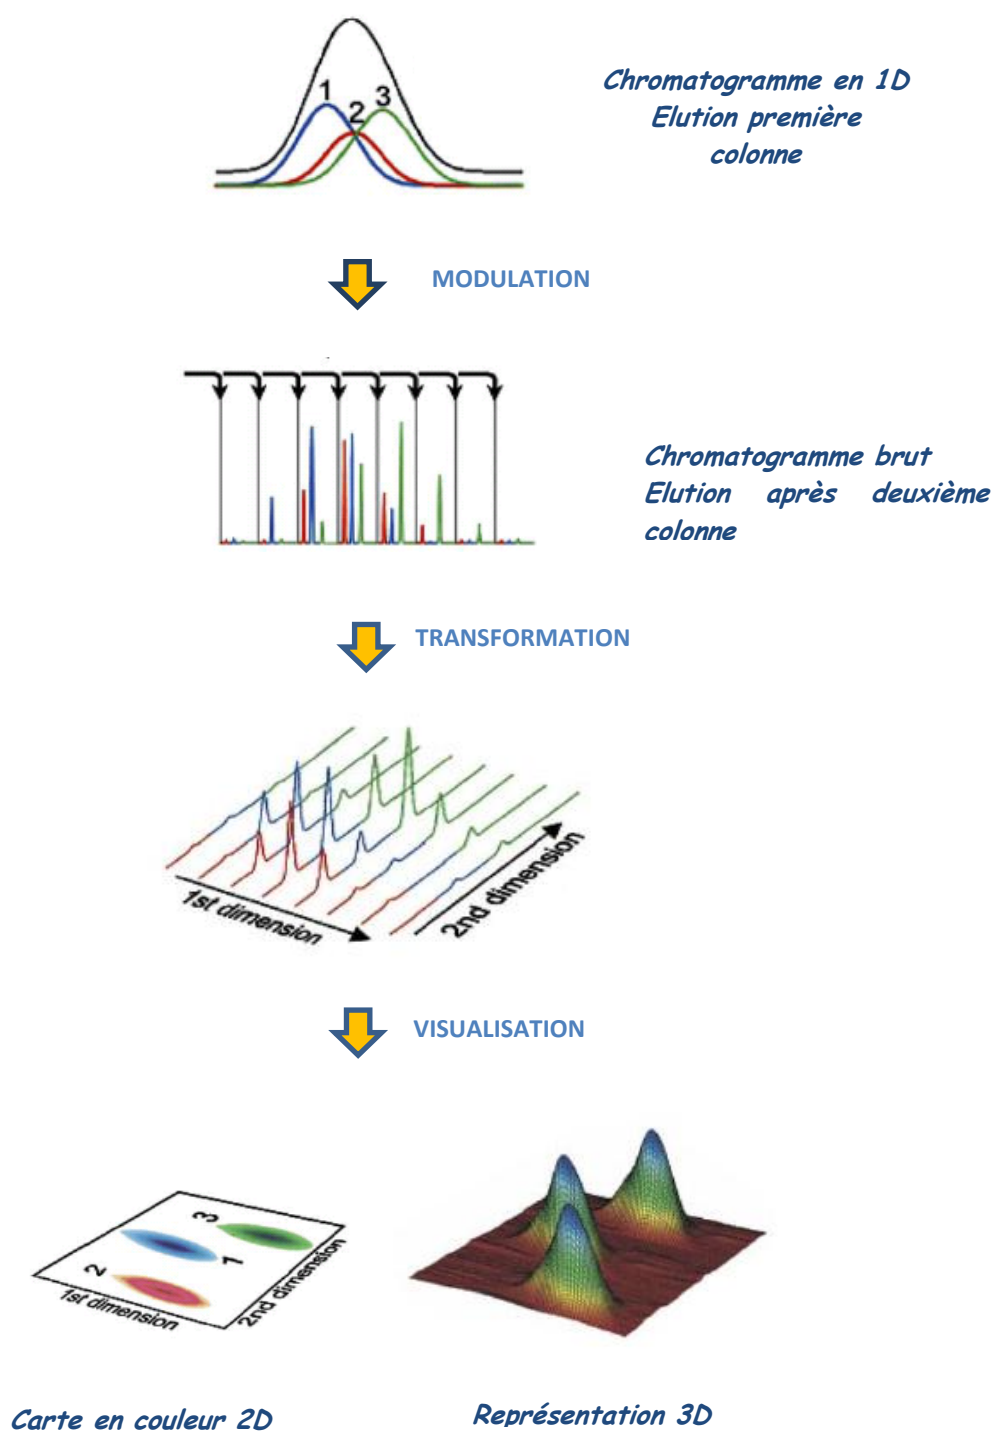 1
2
3
Chromatogramme en 1D
Elution première
colonne
MODULATION
Chromatogramme brut
Elution après deuxième
colonne
TRANSFORMATION
1st dimension
2nd dimension
VISUALISATION
3
1
2
1st dimension
2nd dimension
Carte en couleur 2D
Représentation 3D